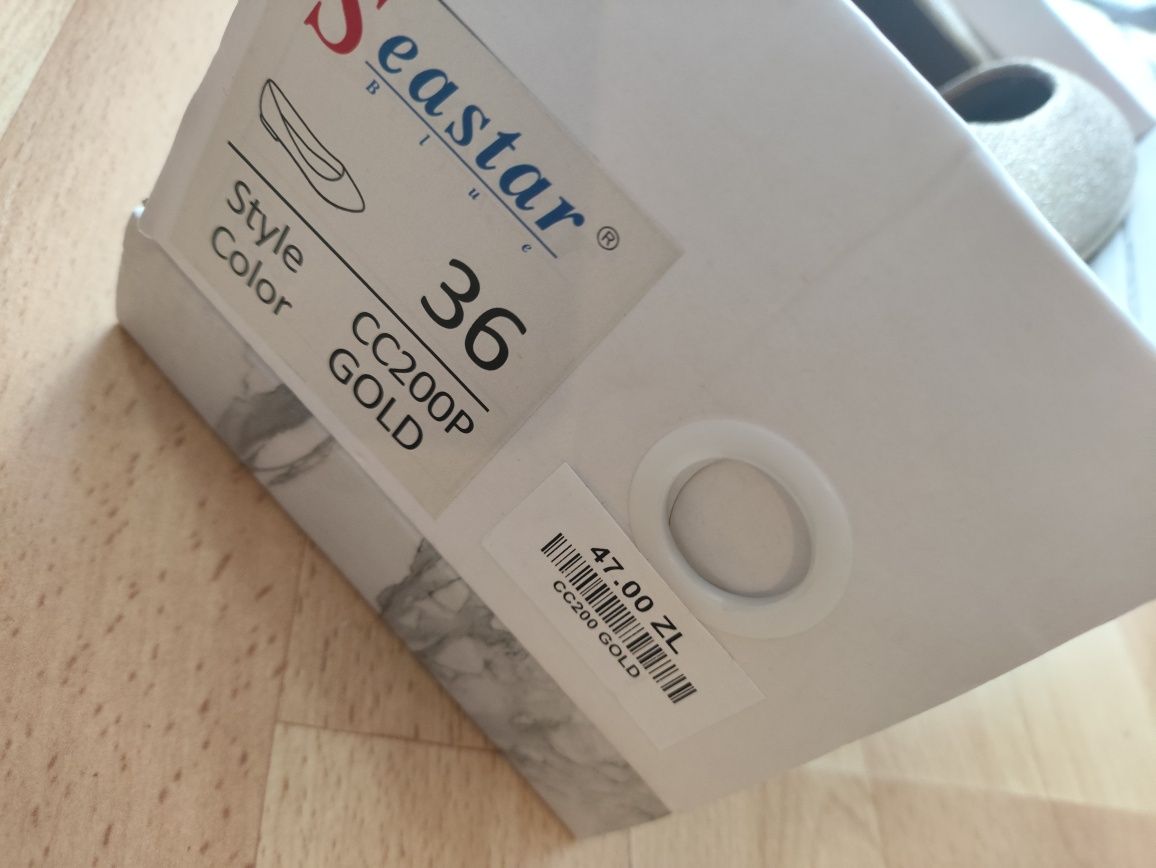 Seastar®
Blue
36
Style CC200P
Color GOLD
47.00 ZL
CC200 GOLD